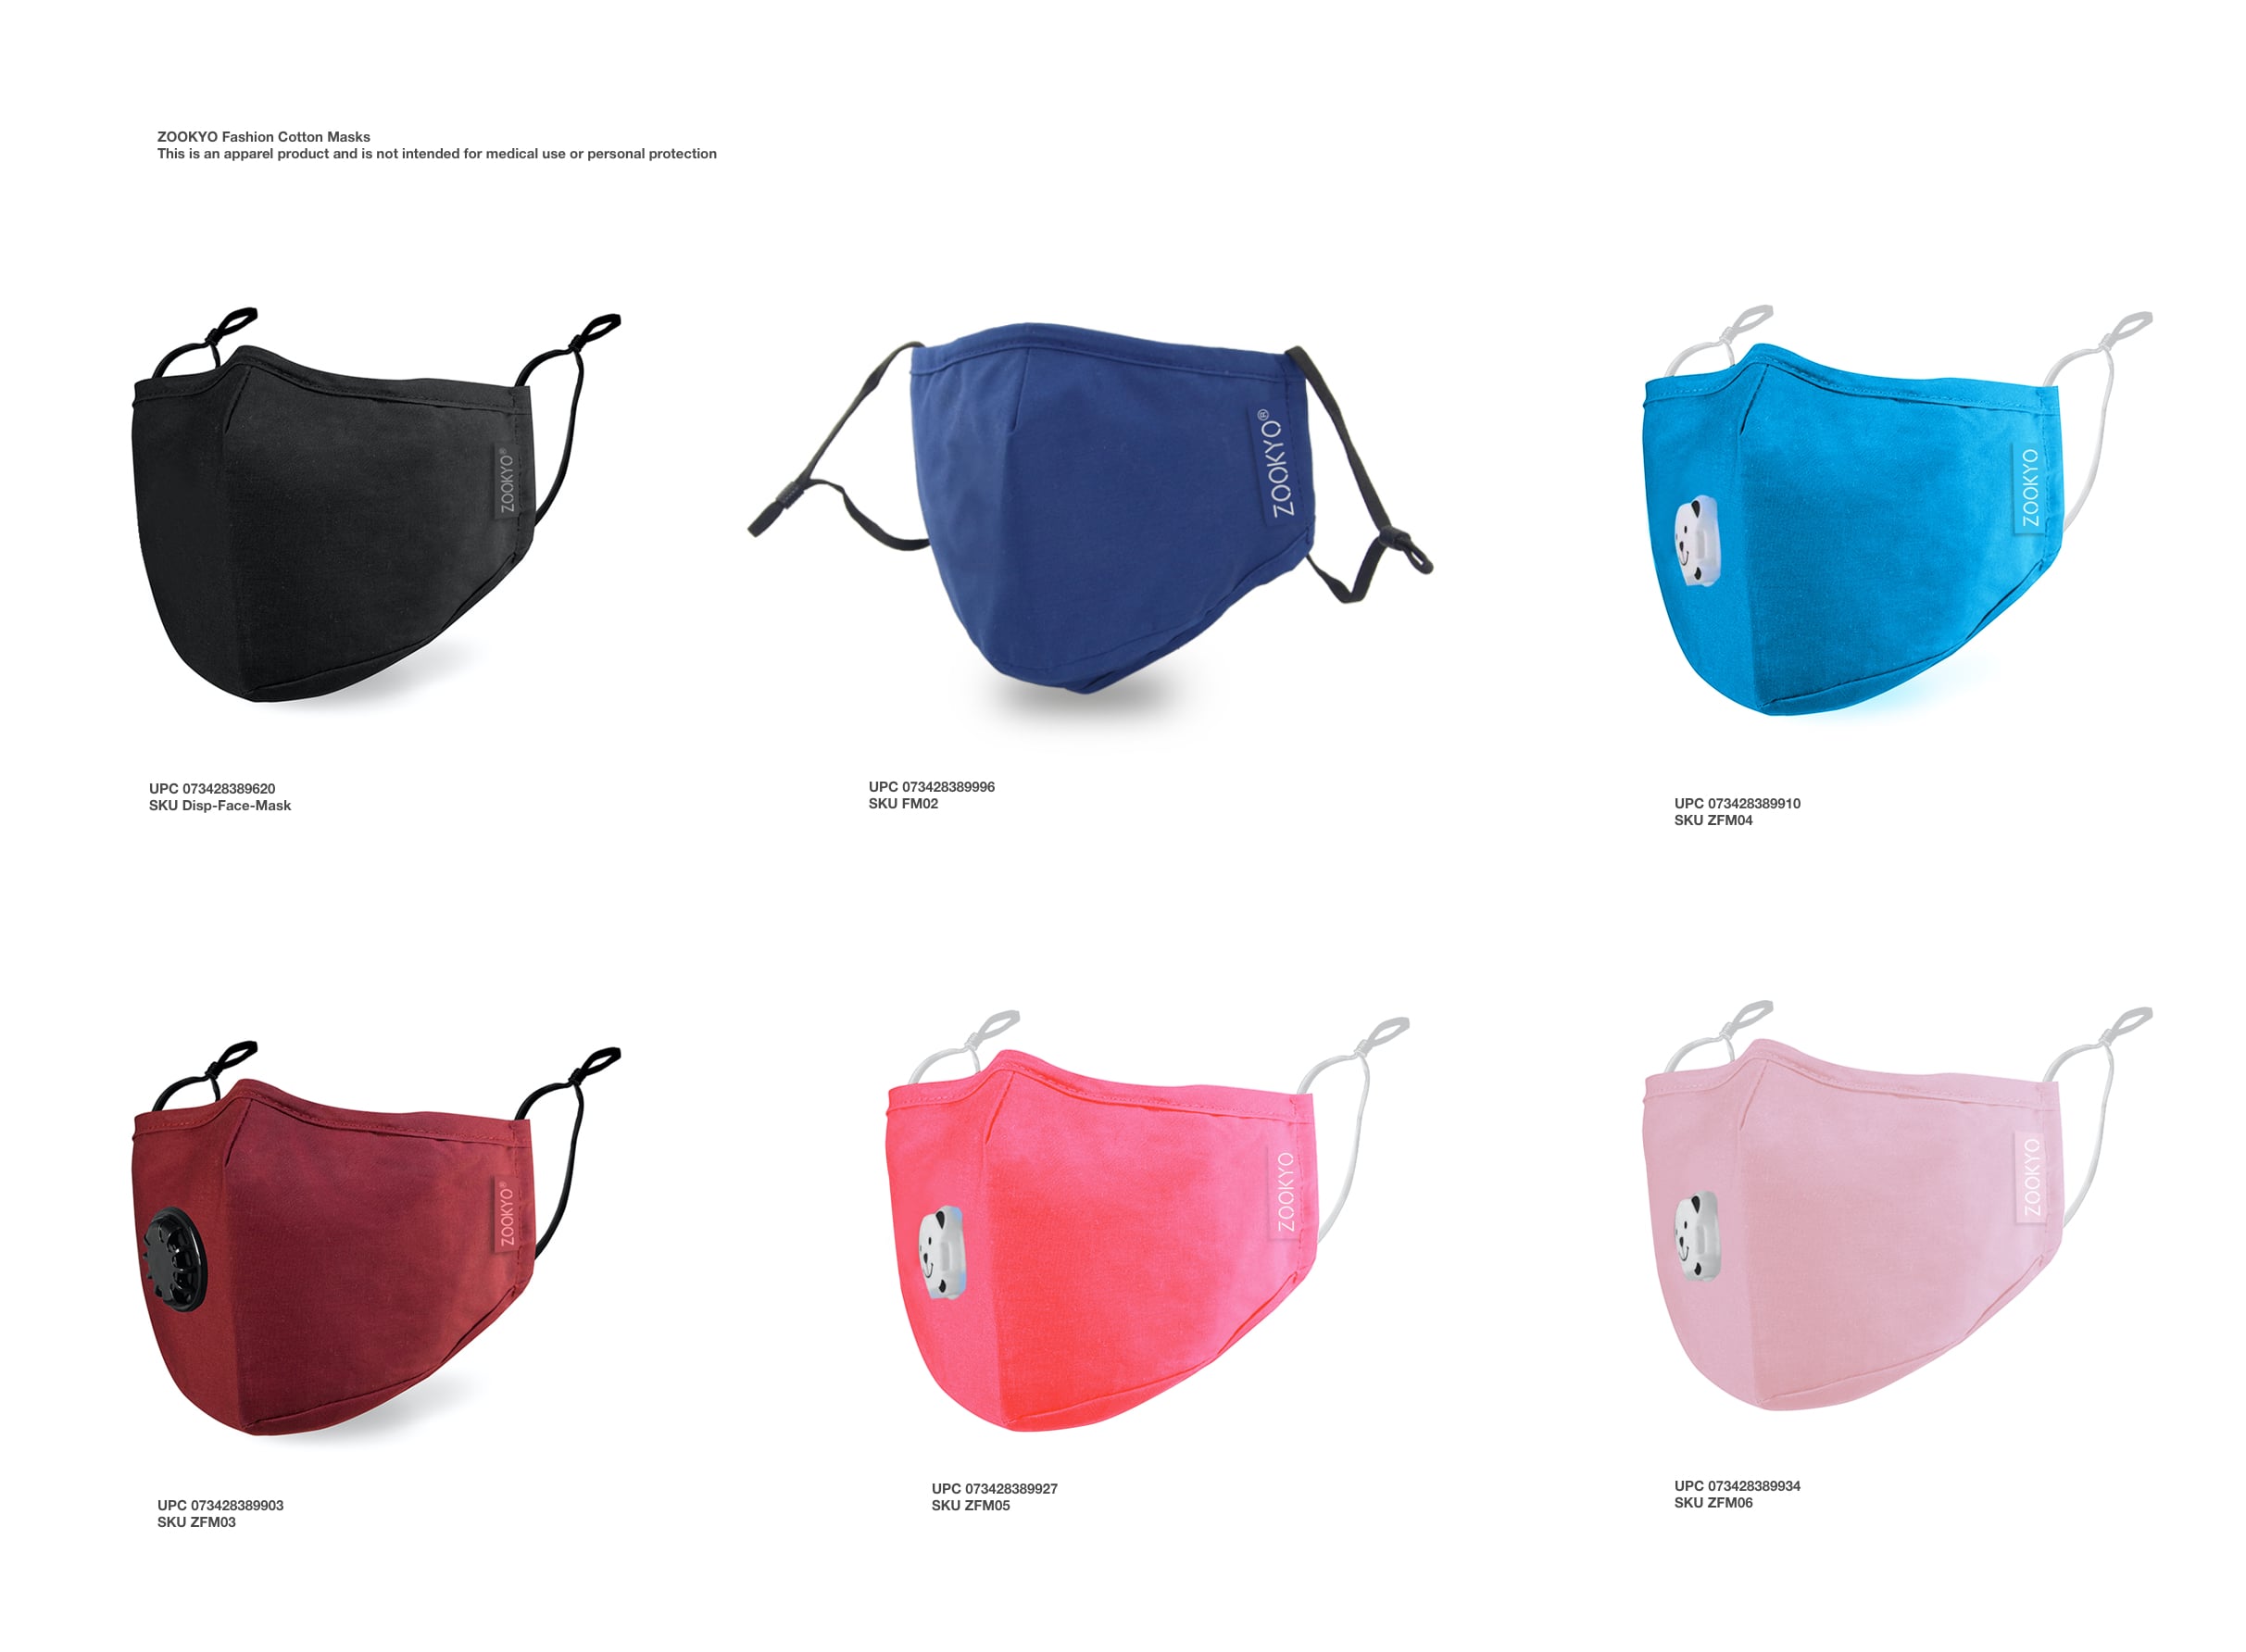 ZOOKYO Fashion Cotton Masks
This is an apparel product and is not intended for medical use or personal protection
ZOOKYO®
ZOOKYO®
ZOOKYO
UPC 073428389620
SKU Disp-Face-Mask
UPC 073428389996
SKU FM02
UPC 073428389910
SKU ZFM04
ZOOKYO®
ZOOKYO
ZOOKYO
UPC 073428389903
SKU ZFM03
UPC 073428389927
SKU ZFM05
UPC 073428389934
SKU ZFM06